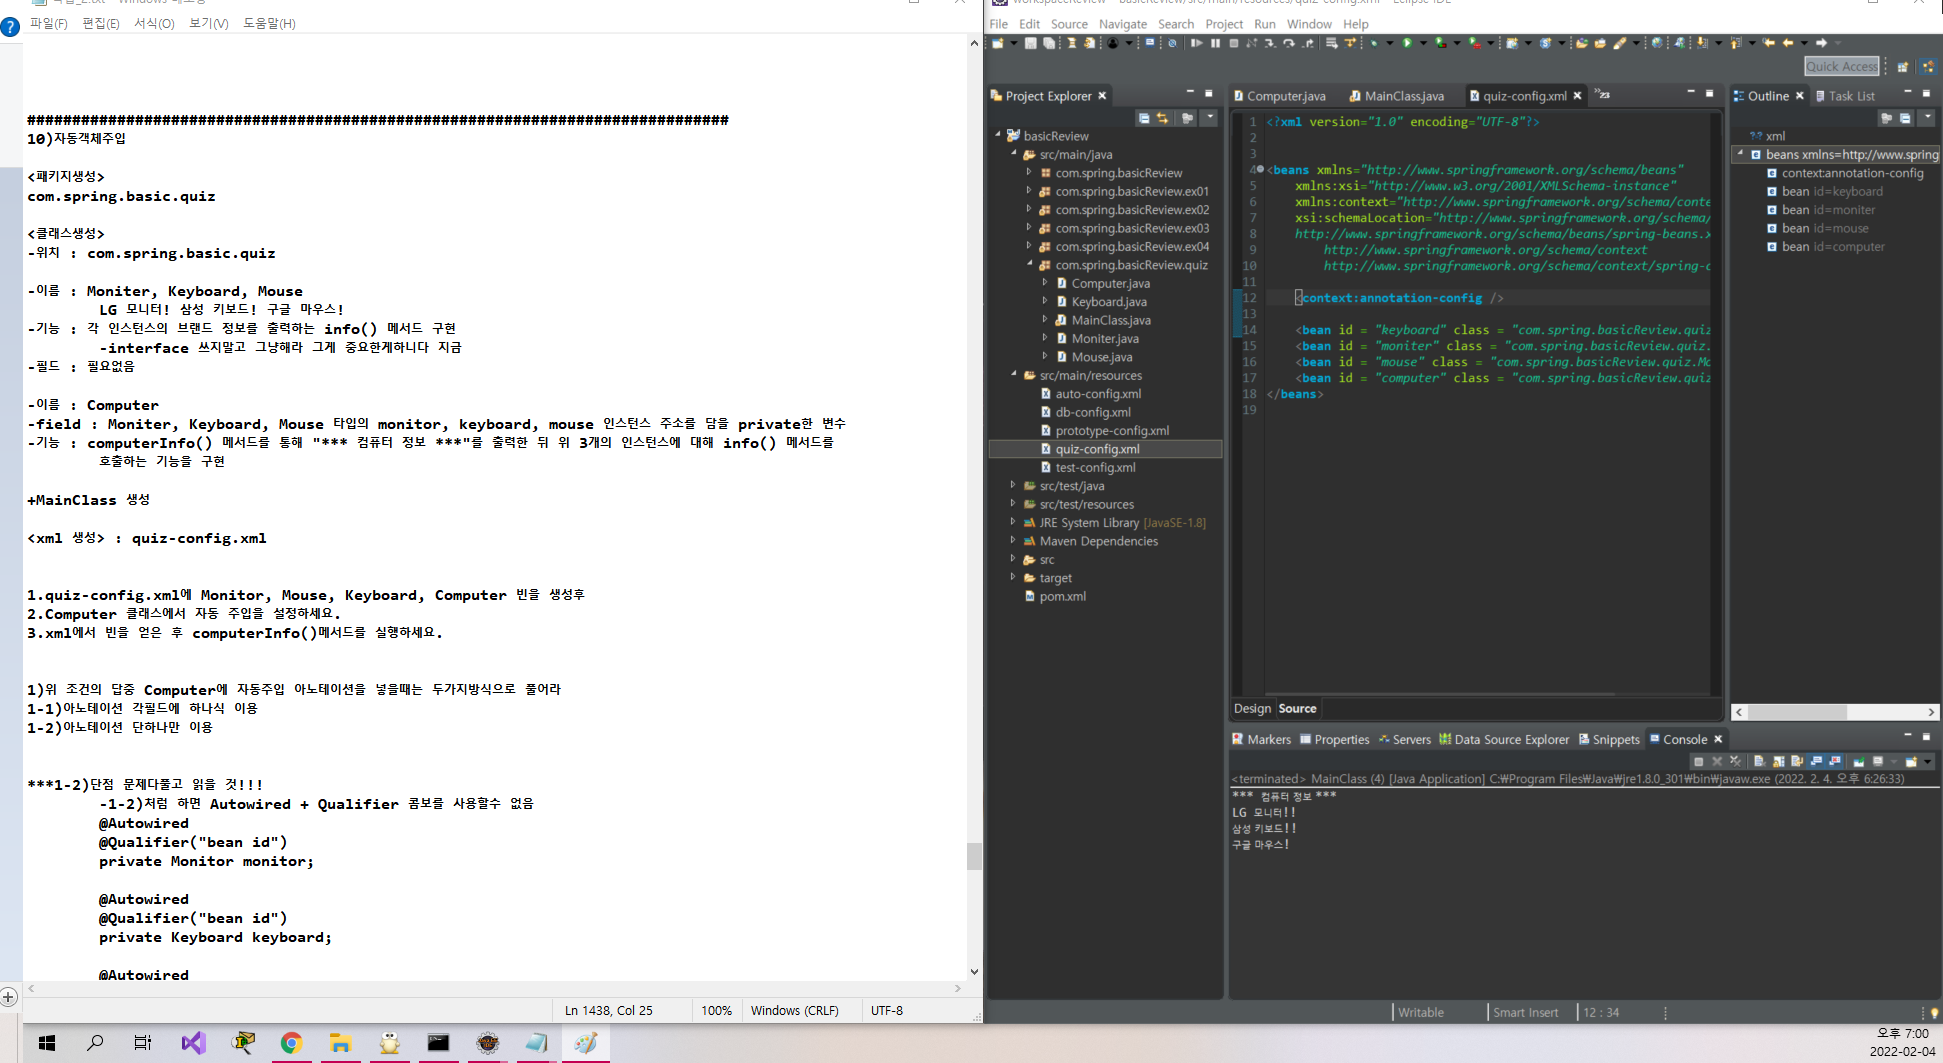 파일(F) 편집(E) 서식(O) 보기(V) 도움말(H)
##############################################################################
10)자동객체주입
<패키지생성>
com.spring.basic.quiz
<클래스생성>
-위치 : com.spring.basic.quiz
-이름 : Moniter, Keyboard, Mouse
LG 모니터! 삼성 키보드! 구글 마우스!
-기능 : 각 인스턴스의 브랜드 정보를 출력하는 info() 메서드 구현
-interface 쓰지말고 그냥해라 그게 중요한게하니다 지금
-필드 : 필요없음
-이름 : Computer
-field : Moniter, Keyboard, Mouse 타입의 monitor, keyboard, mouse 인스턴스 주소를 담을 private한 변수
-기능 : computerInfo() 메서드를 통해 "*** 컴퓨터 정보 ***"를 출력한 뒤 위 3개의 인스턴스에 대해 info() 메서드를
호출하는 기능을 구현
+MainClass 생성
<xml 생성> : quiz-config.xml
1.quiz-config.xml에 Monitor, Mouse, Keyboard, Computer 빈을 생성후
2.Computer 클래스에서 자동 주입을 설정하세요.
3.xml에서 빈을 얻은 후 computerInfo()메서드를 실행하세요.
1)위 조건의 답중 Computer에 자동주입 아노테이션을 넣을때는 두가지방식으로 풀어라
1-1)아노테이션 각필드에 하나식 이용
1-2)아노테이션 단하나만 이용
***1-2)단점 문제다풀고 읽을 것!!!
-1-2)처럼 하면 Autowired + Qualifier 콤보를 사용할수 없음
@Autowired
@Qualifier("bean id")
private Monitor monitor;
@Autowired
@Qualifier("bean id")
private Keyboard keyboard;
@Autowired
Ln 1438, Col 25 100% Windows (CRLF) UTF-8
File Edit Source Navigate Search Project Run Window Help
Quick Access
Project Explorer
basicReview
src/main/java
com.spring.basicReview
com.spring.basicReview.ex01
com.spring.basicReview.ex02
com.spring.basicReview.ex03
com.spring.basicReview.ex04
com.spring.basicReview.quiz
Computer.java
Keyboard.java
MainClass.java
Moniter.java
Mouse.java
src/main/resources
auto-config.xml
db-config.xml
prototype-config.xml
quiz-config.xml
test-config.xml
src/test/java
src/test/resources
JRE System Library [JavaSE-1.8]
Maven Dependencies
src
target
pom.xml
Computer.java MainClass.java quiz-config.xml 23
1 <?xml version="1.0" encoding="UTF-8"?>
2
3
4 <beans xmlns="http://www.springframework.org/schema/beans"
5 xmlns:xsi="http://www.w3.org/2001/XMLSchema-instance"
6 xmlns:context="http://www.springframework.org/schema/conte
7 xsi:schemaLocation="http://www.springframework.org/schema/
8 http://www.springframework.org/schema/beans/spring-beans.x
9 http://www.springframework.org/schema/context
10 http://www.springframework.org/schema/context/spring-c
11
12 <context:annotation-config />
13
14 <bean id = "keyboard" class = "com.spring.basicReview.quiz
15 <bean id = "moniter" class = "com.spring.basicReview.quiz.
16 <bean id = "mouse" class = "com.spring.basicReview.quiz.Mo
17 <bean id = "computer" class = "com.spring.basicReview.quiz
18 </beans>
19
Design Source
Outline Task List
xml
beans xmlns=http://www.spring
context:annotation-config
bean id=keyboard
bean id=moniter
bean id=mouse
bean id=computer
Markers Properties Servers Data Source Explorer Snippets Console
<terminated> MainClass (4) [Java Application] C:₩Program Files₩Java₩jre1.8.0_301₩bin₩javaw.exe (2022. 2. 4. 오후 6:26:33)
*** 컴퓨터 정보 ***
LG 모니터!!
삼성 키보드!!
구글 마우스!
Writable Smart Insert 12 : 34
오후 7:00
2022-02-04